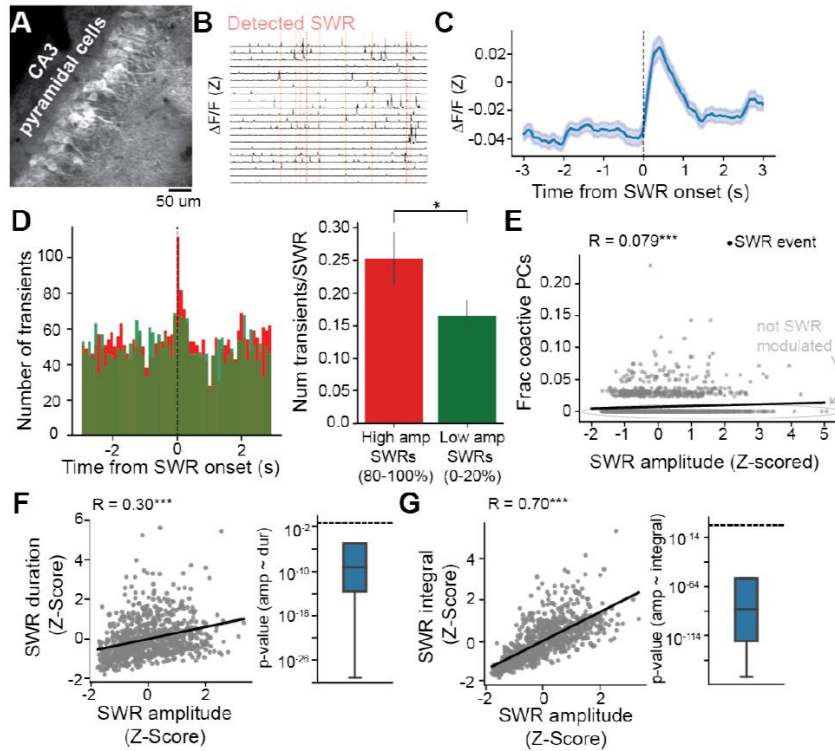 A
CA3
pyramidal cells
50 um
B
Detected SWR
ΔF/F (Z)
C
ΔF/F (Z)
0.02
0.00
-0.02
-0.04
-3 -2 -1 0 1 2 3
Time from SWR onset (s)
D
Number of transients
100
80
60
40
20
0
-2 0 2
Time from SWR onset (s)
Num transients/SWR
0.30
0.25
0.20
0.15
0.10
0.05
0.00
*
High amp
SWRs
(80-100%)
Low amp
SWRs
(0-20%)
E
R = 0.079***
•SWR event
Frac coactive PCs
0.20
0.15
0.10
0.05
0
not SWR
modulated
-2 -1 0 1 2 3 4 5
SWR amplitude (Z-scored)
F
R = 0.30***
SWR duration
(Z-Score)
6
4
2
0
-2
-2 0 2
SWR amplitude
(Z-Score)
p-value (amp ~ dur)
10-2
10-10
10-18
10-26
G
R = 0.70***
SWR integral
(Z-Score)
6
4
2
0
-2
-2 0 2
SWR amplitude
(Z-Score)
p-value (amp ~ integral)
10-14
10-64
10-114